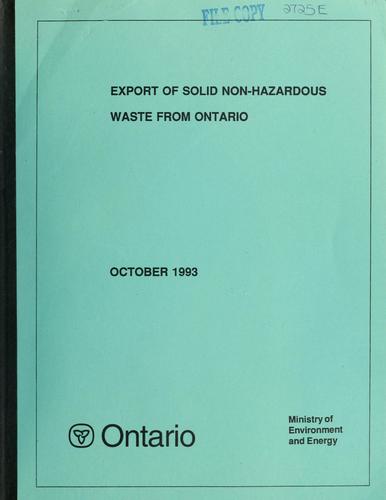 FILE COPY 2725E
EXPORT OF SOLID NON-HAZARDOUS
WASTE FROM ONTARIO
OCTOBER 1993
Ontario
Ministry of
Environment
and Energy